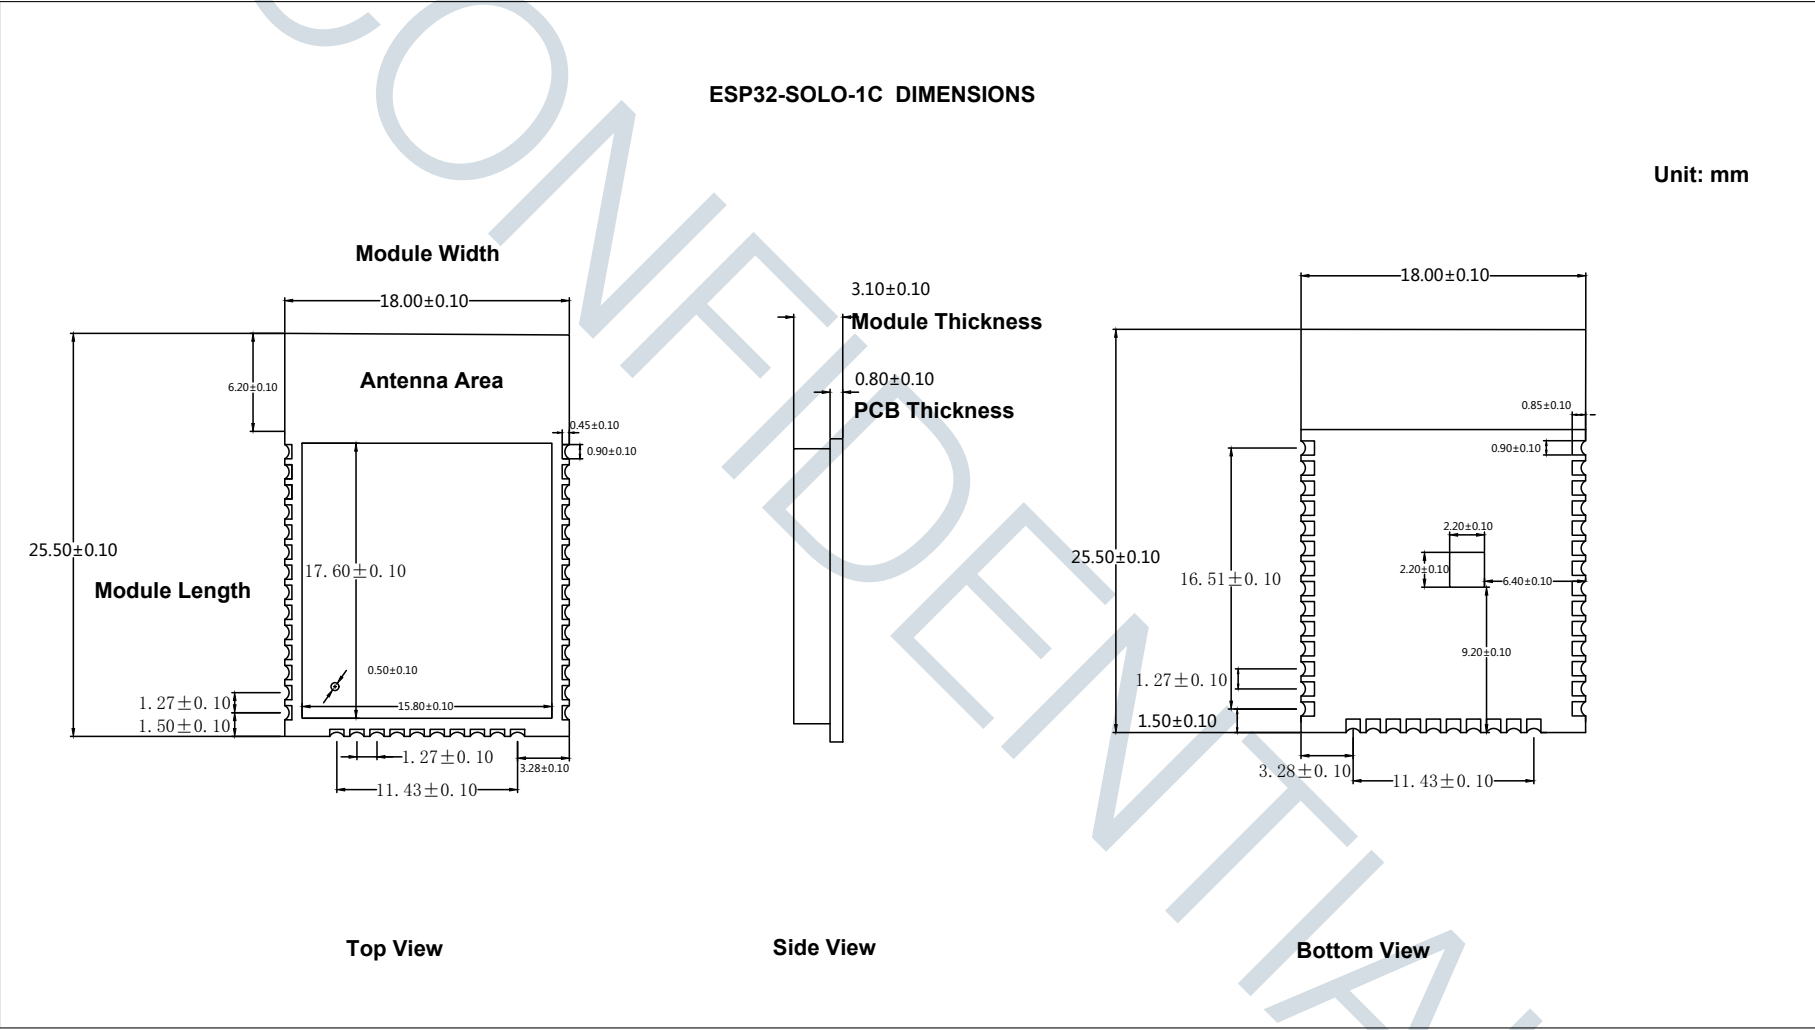 ESP32-SOLO-1C DIMENSIONS
Unit: mm
Module Width
18.00±0.10
6.20±0.10
Antenna Area
0.45±0.10
0.90±0.10
25.50±0.10
17.60±0.10
Module Length
0.50±0.10
1.27±0.10
15.80±0.10
1.50±0.10
1.27±0.10
3.28±0.10
11.43±0.10
Top View
3.10±0.10
Module Thickness
0.80±0.10
PCB Thickness
Side View
18.00±0.10
0.85±0.10
0.90±0.10
2.20±0.10
25.50±0.10
2.20±0.10
16.51±0.10
6.40±0.10
9.20±0.10
1.27±0.10
1.50±0.10
3.28±0.10
11.43±0.10
Bottom View
CONFIDENTIAL